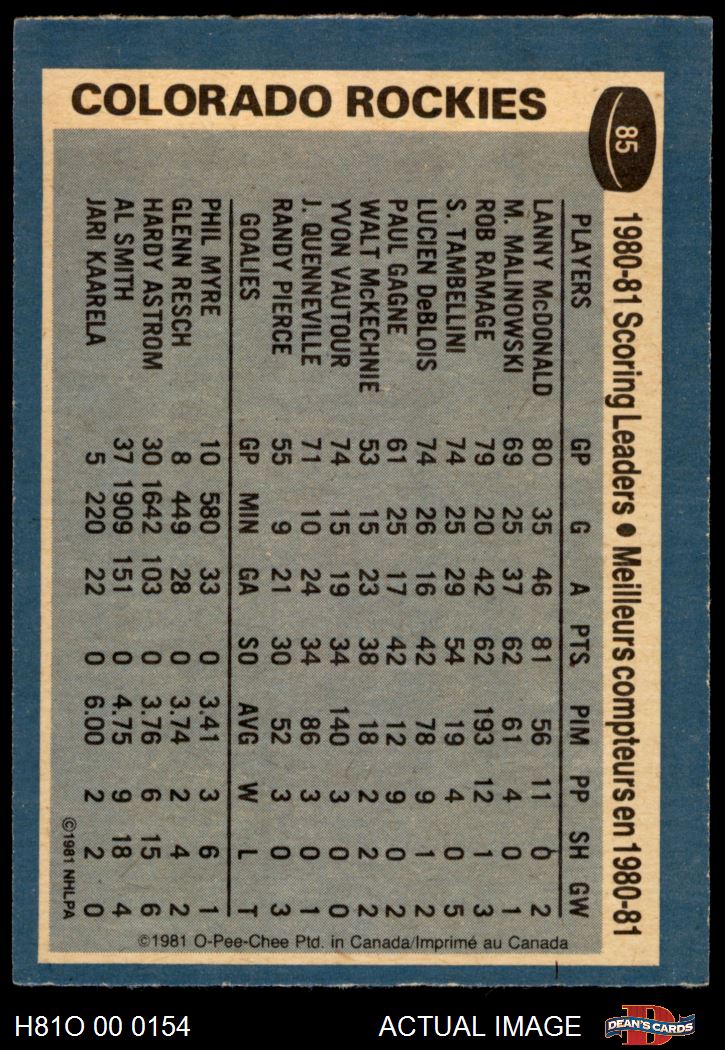 COLORADO ROCKIES
85
1980-81 Scoring Leaders • Meilleurs compteurs en 1980-81
PLAYERS GP G A PTS. PIM PP SH GW
LANNY McDONALD 80 35 46 81 56 11 0 2
M. MALINOWSKI 69 25 37 62 61 4 0 1
ROB RAMAGE 79 20 42 62 193 12 1 3
S. TAMBELLINI 74 25 29 54 19 4 0 5
LUCIEN DeBLOIS 74 26 16 42 78 9 1 2
PAUL GAGNE 61 25 17 42 12 9 0 2
WALT McKECHNIE 53 15 23 38 18 2 2 2
YVON VAUTOUR 74 15 19 34 140 3 0 0
J. QUENNEVILLE 71 10 24 34 86 3 0 1
RANDY PIERCE 55 9 21 30 52 3 0 3
GOALIES GP MIN GA SO AVG W L T
PHIL MYRE 10 580 33 0 3.41 3 6 1
GLENN RESCH 8 449 28 0 3.74 2 4 2
HARDY ASTROM 30 1642 103 0 3.76 6 15 6
AL SMITH 37 1909 151 0 4.75 9 18 4
JARI KAARELA 5 220 22 0 6.00 2 2 0
©1981 NHLPA
©1981 O-Pee-Chee Ptd. in Canada/Imprimé au Canada
H81O 00 0154
ACTUAL IMAGE
D
DEAN'S CARDS